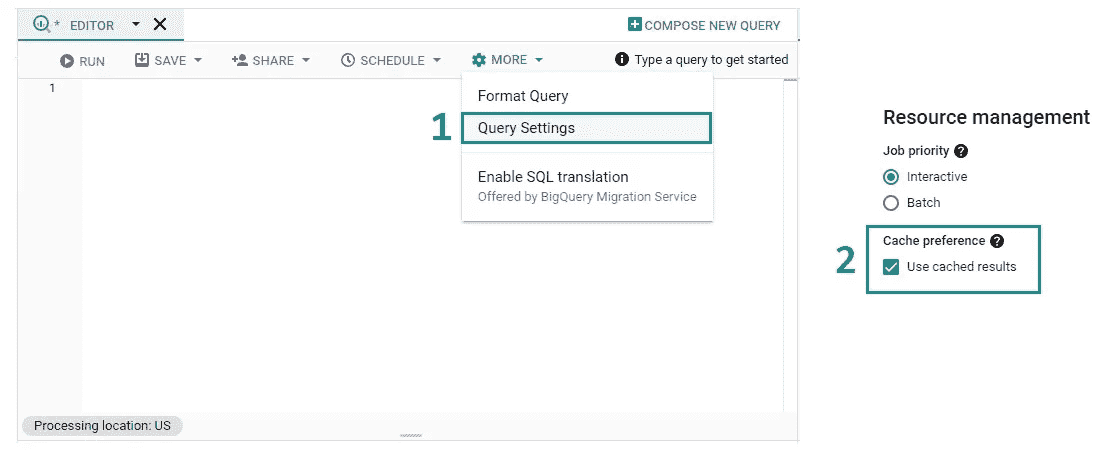 * EDITOR
COMPOSE NEW QUERY
RUN SAVE SHARE SCHEDULE MORE Type a query to get started
1
Format Query
1 Query Settings
Enable SQL translation
Offered by BigQuery Migration Service
Processing location: US
Resource management
Job priority ?
Interactive
Batch
2
Cache preference ?
Use cached results